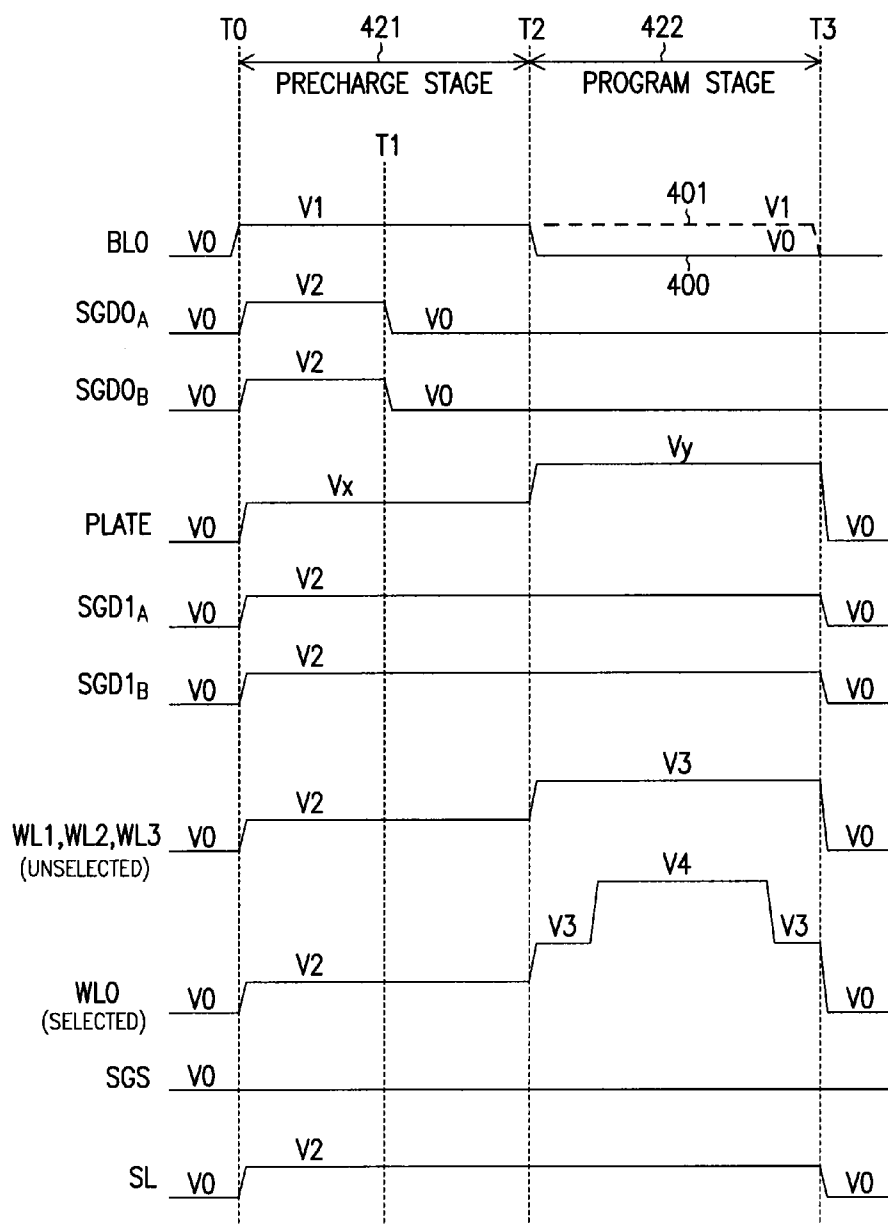 T0 421 T2 422 T3
PRECHARGE STAGE PROGRAM STAGE
T1
401
V1 V1
BL0 V0 V0
400
V2
SGD0A V0 V0
V2
SGD0B V0 V0
Vy
Vx
PLATE V0 V0
V2
SGD1A V0 V0
V2
SGD1B V0 V0
V3
V2
WL1,WL2,WL3 V0 V0
(UNSELECTED)
V4
V3 V3
V2
WL0 V0 V0
(SELECTED)
SGS V0
V2
SL V0 V0